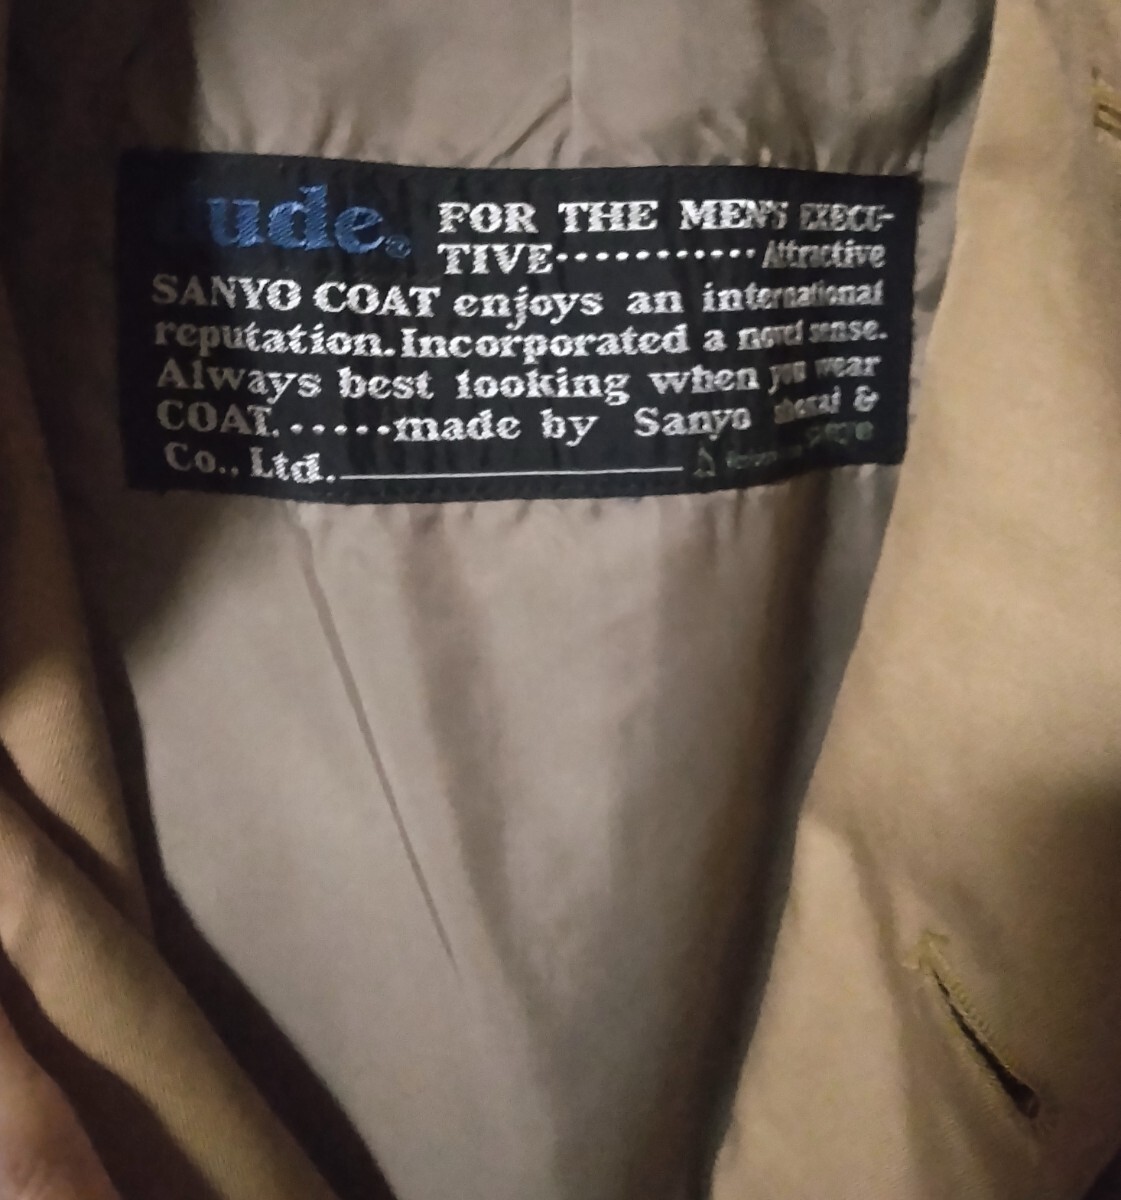 ude.®
FOR THE MEN'S EXECU-
TIVE············Attractive
SANYO COAT enjoys an international
reputation. Incorporated a novel sense.
Always best looking when you wear
COAT. ······made by Sanyo shokai &
Co., Ltd.